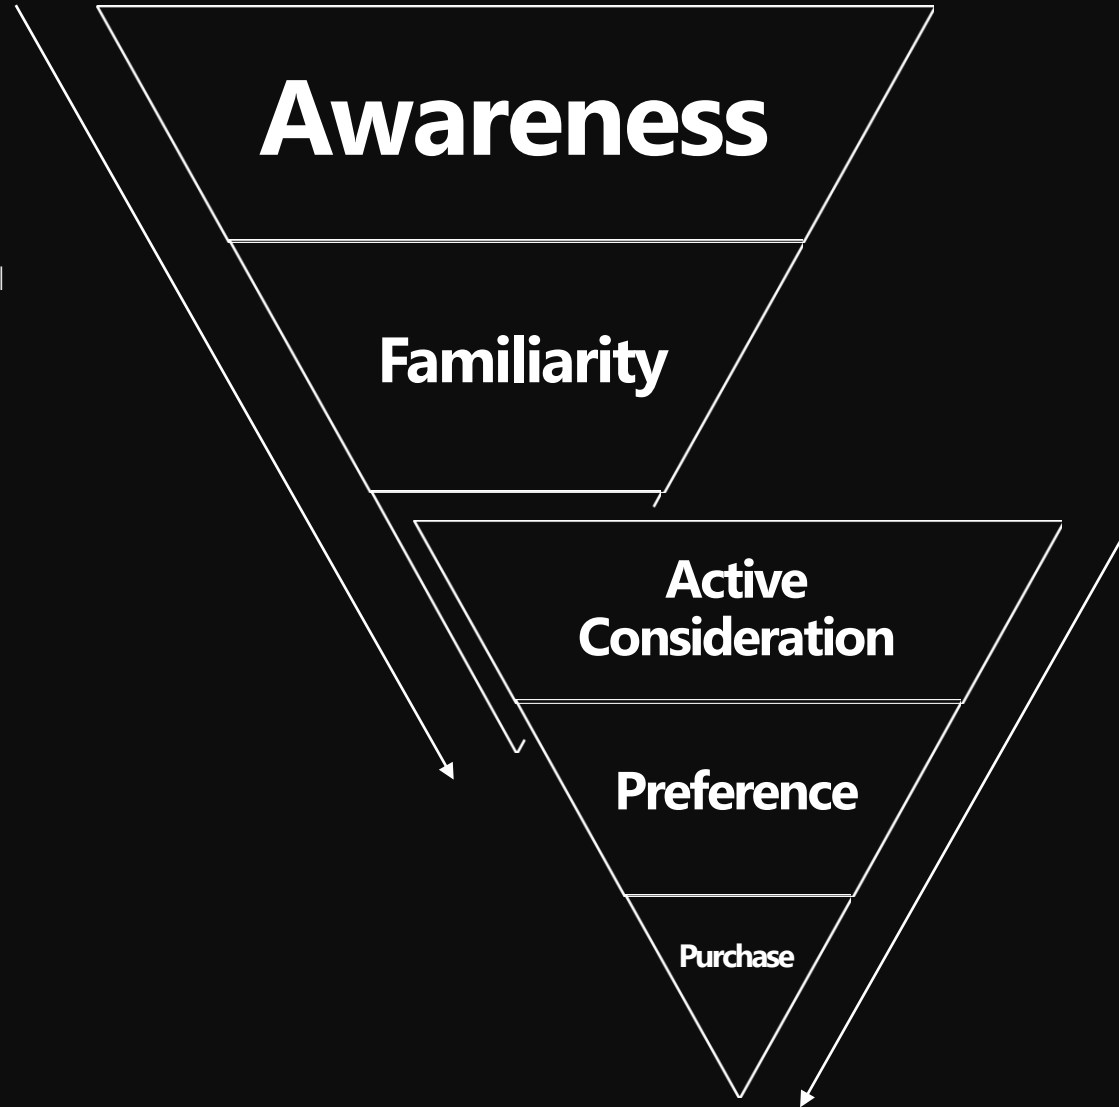 Awareness
Familiarity
Active
Consideration
Preference
Purchase